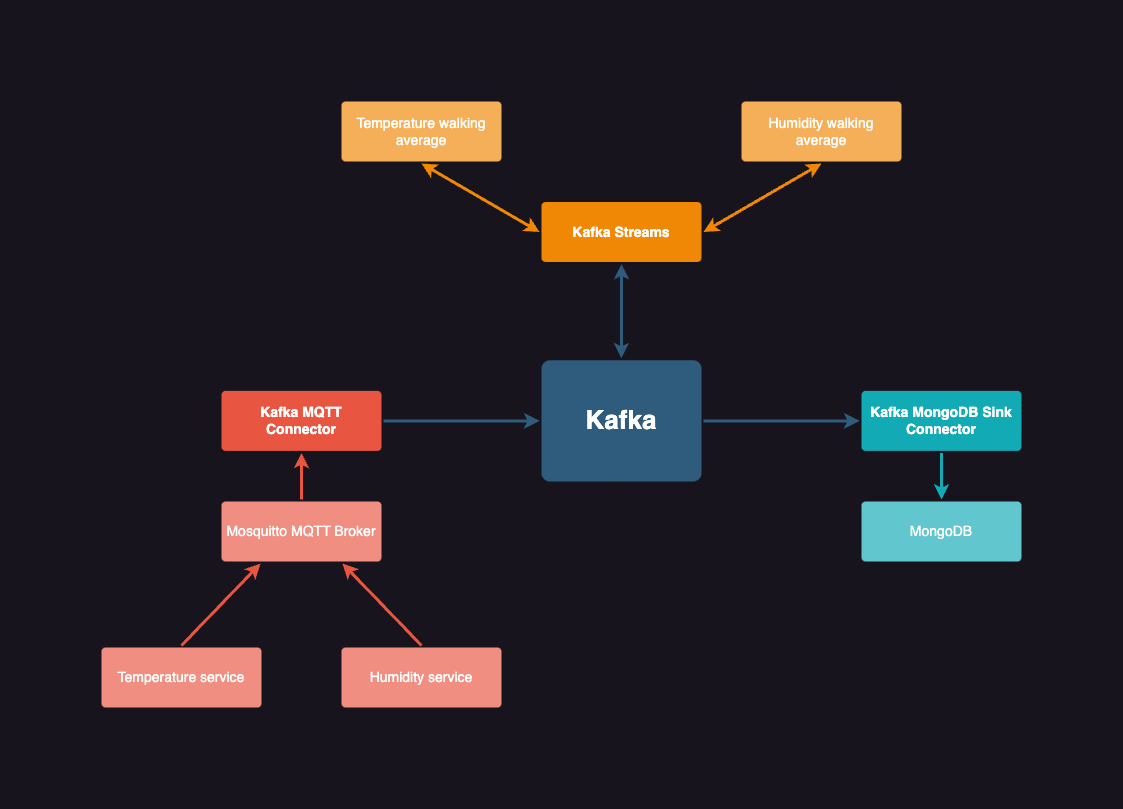 Temperature walking
average
Humidity walking
average
Kafka Streams
Kafka MQTT
Connector
Kafka
Kafka MongoDB Sink
Connector
Mosquitto MQTT Broker
MongoDB
Temperature service
Humidity service